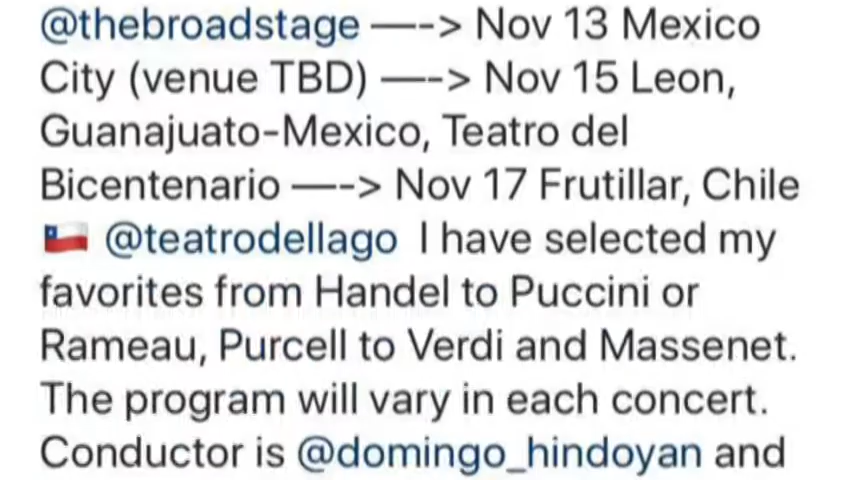 @thebroadstage —-> Nov 13 Mexico
City (venue TBD) —-> Nov 15 Leon,
Guanajuato-Mexico, Teatro del
Bicentenario —-> Nov 17 Frutillar, Chile
🇨🇱 @teatrodellago I have selected my
favorites from Handel to Puccini or
Rameau, Purcell to Verdi and Massenet.
The program will vary in each concert.
Conductor is @domingo_hindoyan and